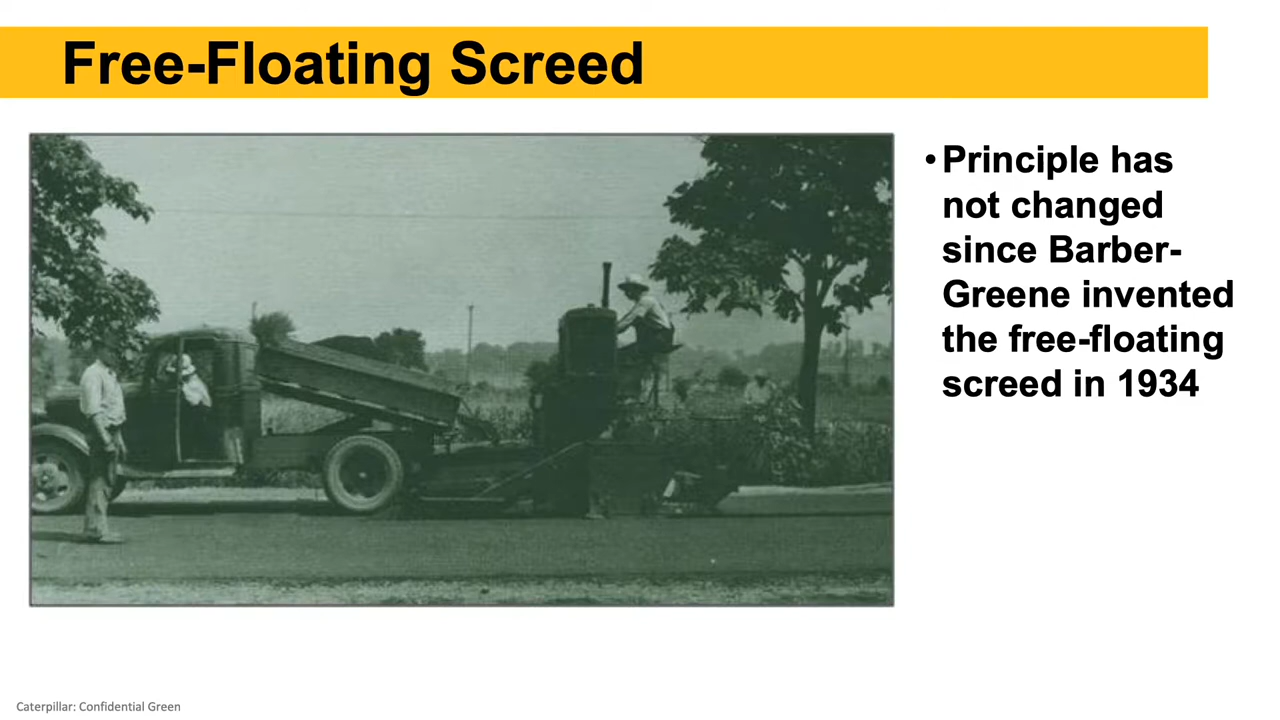 Free-Floating Screed
•Principle has
not changed
since Barber-
Greene invented
the free-floating
screed in 1934
Caterpillar: Confidential Green